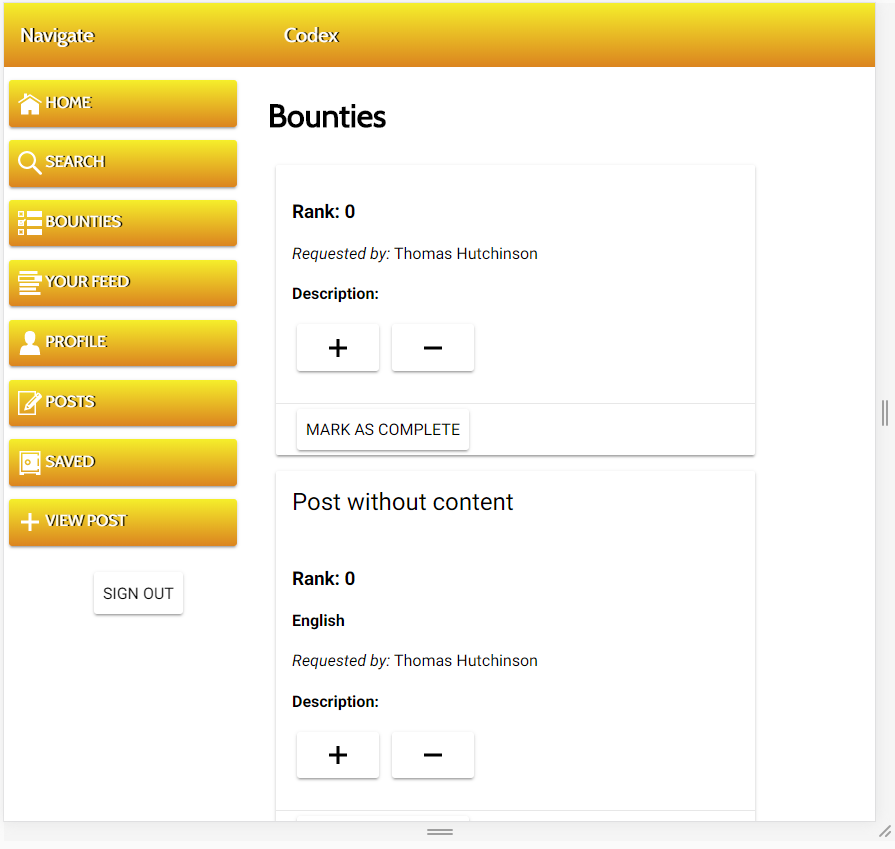 Navigate
Codex
HOME
SEARCH
BOUNTIES
YOUR FEED
PROFILE
POSTS
SAVED
VIEW POST
SIGN OUT
Bounties
Rank: 0
Requested by: Thomas Hutchinson
Description:
MARK AS COMPLETE
Post without content
Rank: 0
English
Requested by: Thomas Hutchinson
Description: